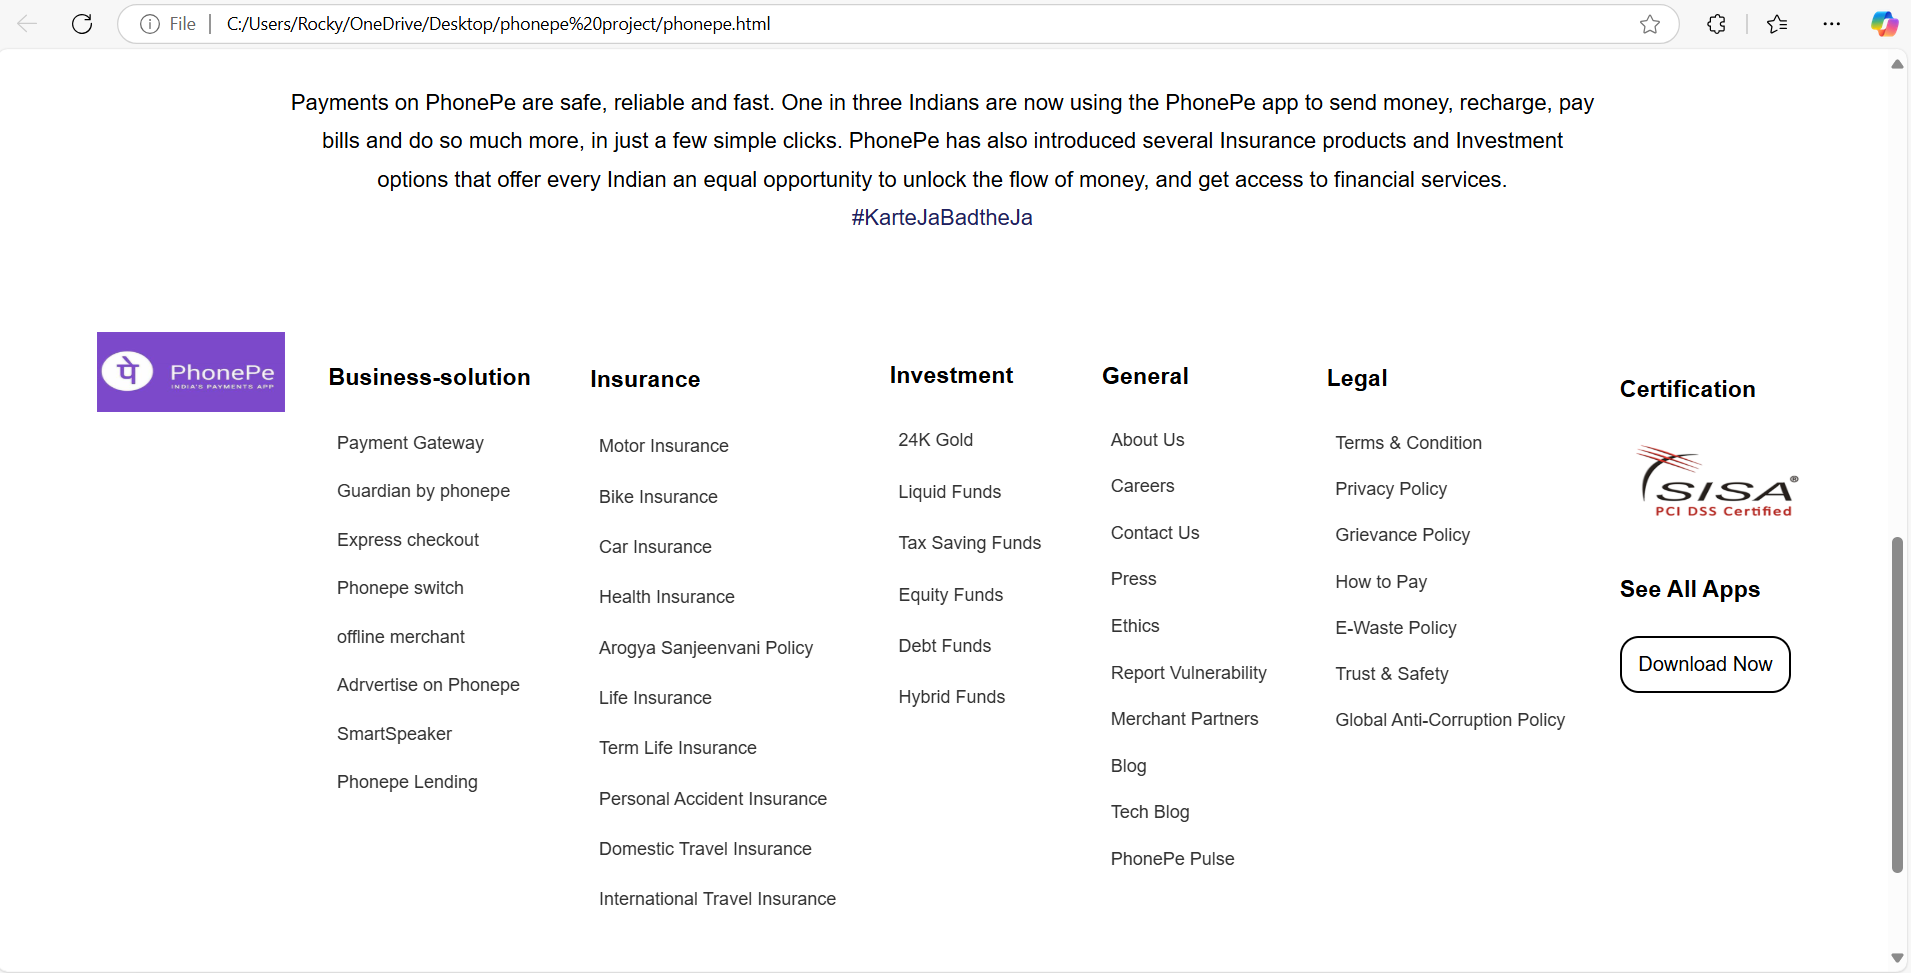 File
C:/Users/Rocky/OneDrive/Desktop/phonepe%20project/phonepe.html
Payments on PhonePe are safe, reliable and fast. One in three Indians are now using the PhonePe app to send money, recharge, pay
bills and do so much more, in just a few simple clicks. PhonePe has also introduced several Insurance products and Investment
options that offer every Indian an equal opportunity to unlock the flow of money, and get access to financial services.
#KarteJaBadtheJa
पे PhonePe
INDIA'S PAYMENTS APP
Business-solution
Payment Gateway
Guardian by phonepe
Express checkout
Phonepe switch
offline merchant
Adrvertise on Phonepe
SmartSpeaker
Phonepe Lending
Insurance
Motor Insurance
Bike Insurance
Car Insurance
Health Insurance
Arogya Sanjeenvani Policy
Life Insurance
Term Life Insurance
Personal Accident Insurance
Domestic Travel Insurance
International Travel Insurance
Investment
24K Gold
Liquid Funds
Tax Saving Funds
Equity Funds
Debt Funds
Hybrid Funds
General
About Us
Careers
Contact Us
Press
Ethics
Report Vulnerability
Merchant Partners
Blog
Tech Blog
PhonePe Pulse
Legal
Terms & Condition
Privacy Policy
Grievance Policy
How to Pay
E-Waste Policy
Trust & Safety
Global Anti-Corruption Policy
Certification
SISA®
PCI DSS Certified
See All Apps
Download Now